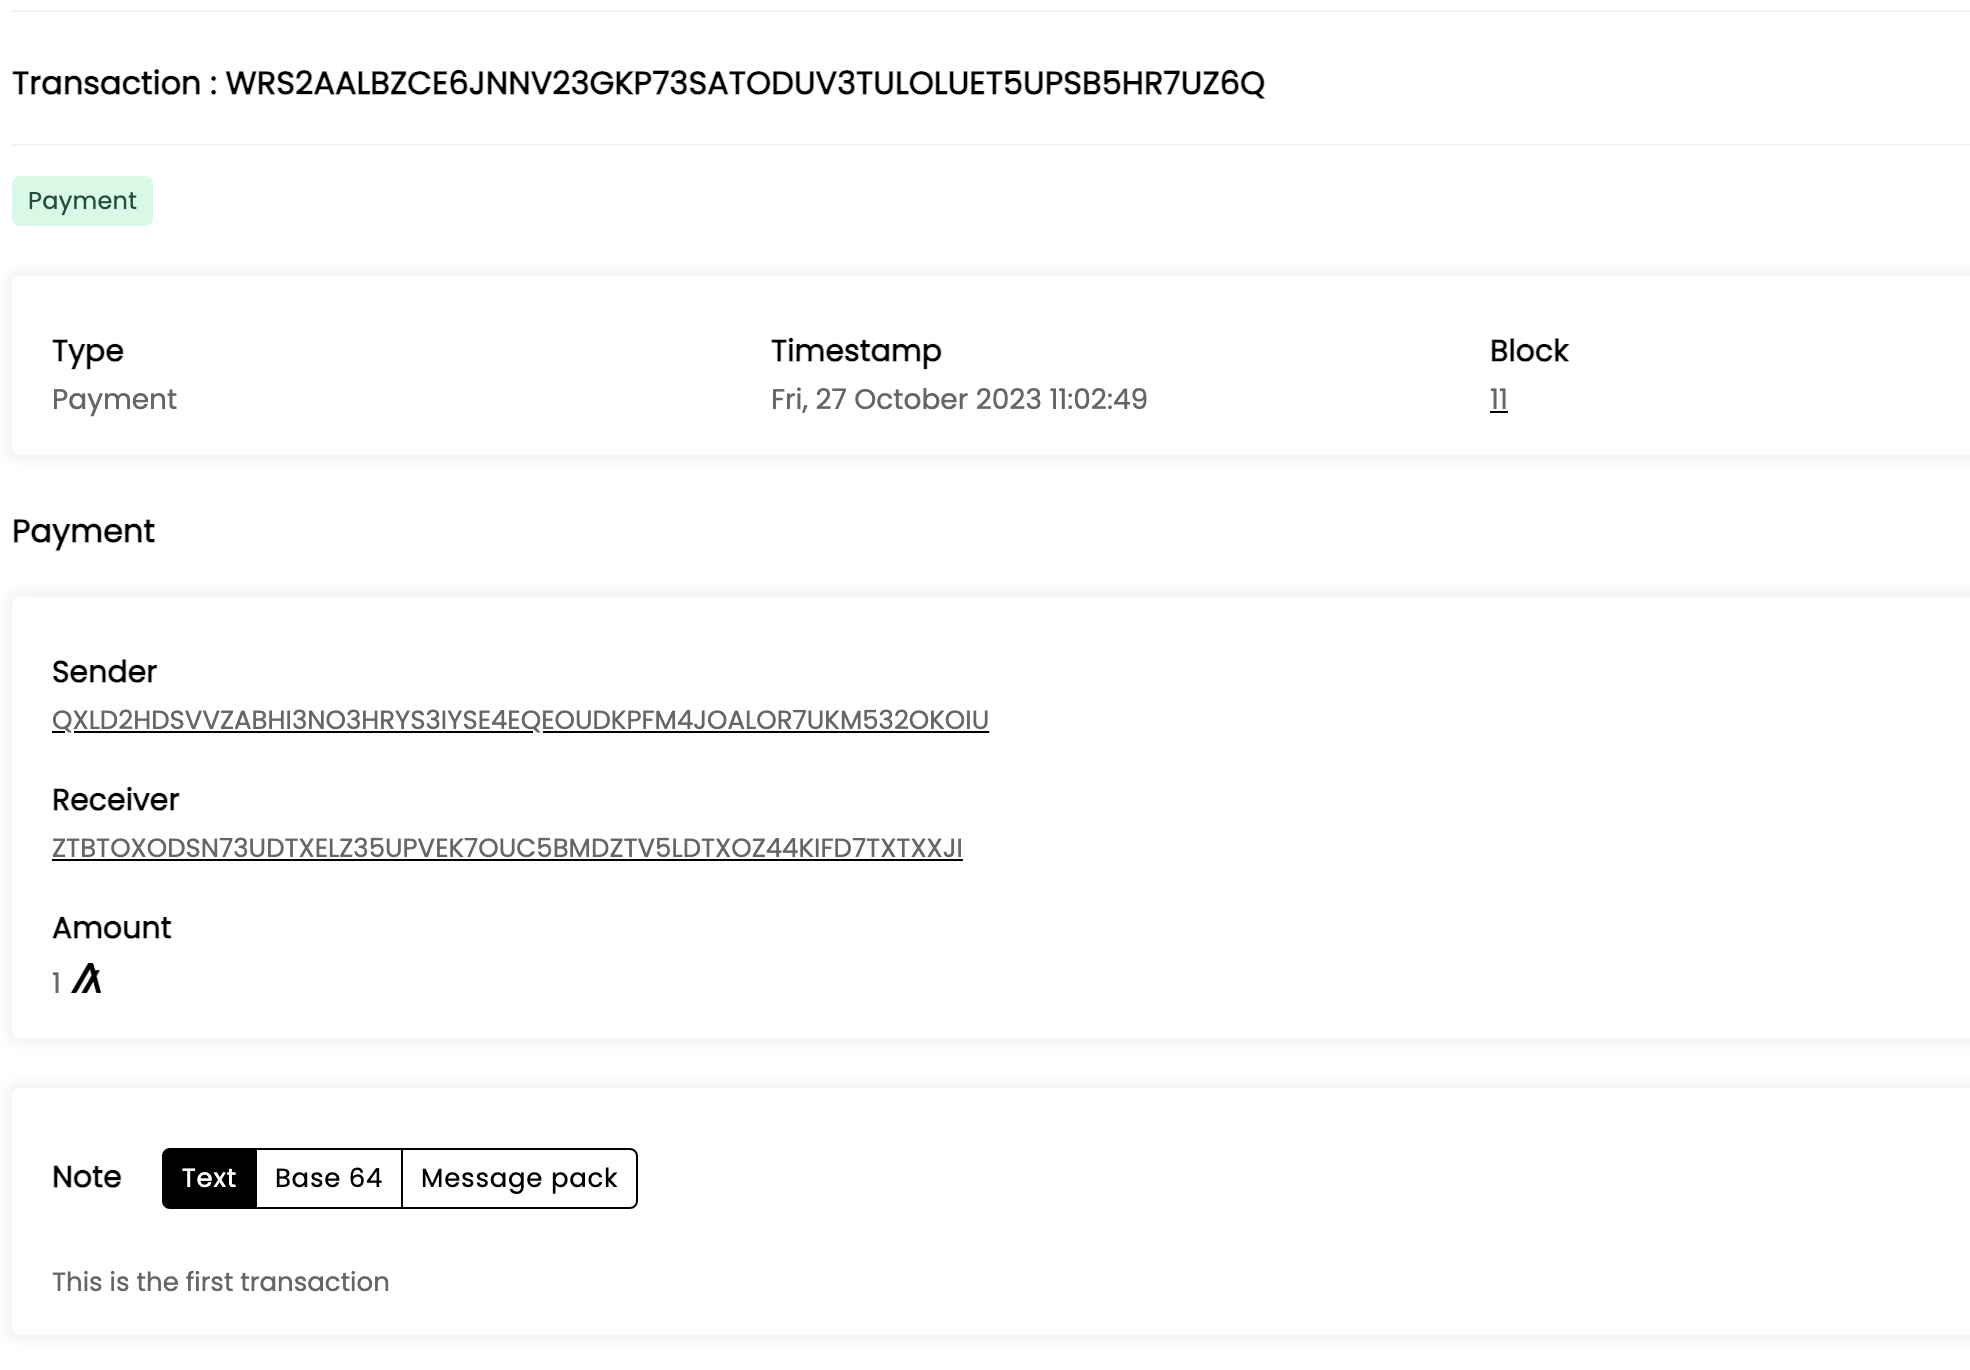 Transaction : WRS2AALBZCE6JNNV23GKP73SATODUV3TULOLUET5UPSB5HR7UZ6Q
Payment
Type
Payment
Timestamp
Fri, 27 October 2023 11:02:49
Block
11
Payment
Sender
QXLD2HDSVVZABHI3NO3HRYS3IYSE4EQEOUDKPFM4JOALOR7UKM532OKOIU
Receiver
ZTBTOXODSN73UDTXELZ35UPVEK7OUC5BMDZTV5LDTXOZ44KIFD7TXTXXJI
Amount
1
Note
Text Base 64 Message pack
This is the first transaction